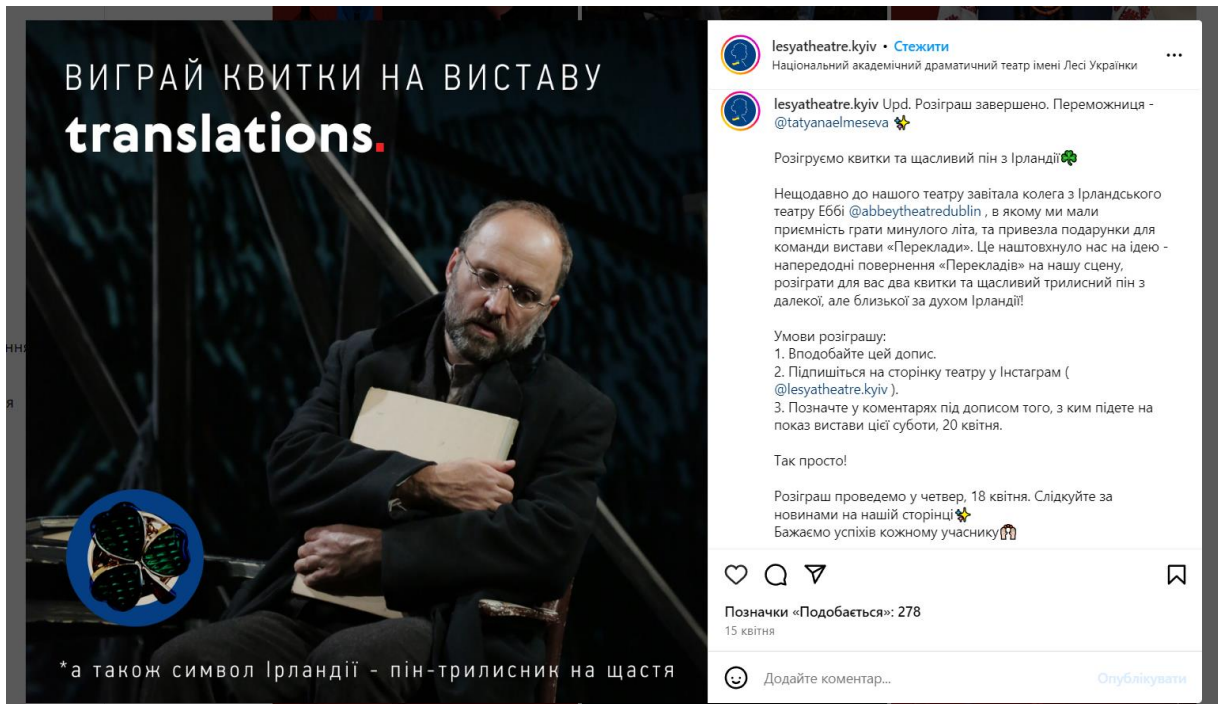 ВИГРАЙ КВИТКИ НА ВИСТАВУ
translations.
*а також символ Ірландії - пін-трилисник на щастя
lesyatheatre.kyiv • Стежити
Національний академічний драматичний театр імені Лесі Українки
lesyatheatre.kyiv Upd. Розіграш завершено. Переможниця -
@tatyanaelmeseva ✨
Розігруємо квитки та щасливий пін з Ірландії☘️
Нещодавно до нашого театру завітала колега з Ірландського
театру Еббі @abbeytheatredublin , в якому ми мали
приємність грати минулого літа, та привезла подарунки для
команди вистави «Переклади». Це наштовхнуло нас на ідею -
напередодні повернення «Перекладів» на нашу сцену,
розіграти для вас два квитки та щасливий трилисний пін з
далекої, але близької за духом Ірландії!
Умови розіграшу:
1. Вподобайте цей допис.
2. Підпишіться на сторінку театру у Інстаграм (
@lesyatheatre.kyiv ).
3. Позначте у коментарях під дописом того, з ким підете на
показ вистави цієї суботи, 20 квітня.
Так просто!
Розіграш проведемо у четвер, 18 квітня. Слідкуйте за
новинами на нашій сторінці✨
Бажаємо успіхів кожному учаснику🙌
Позначки «Подобається»: 278
15 квітня
Додайте коментар...
Опублікувати